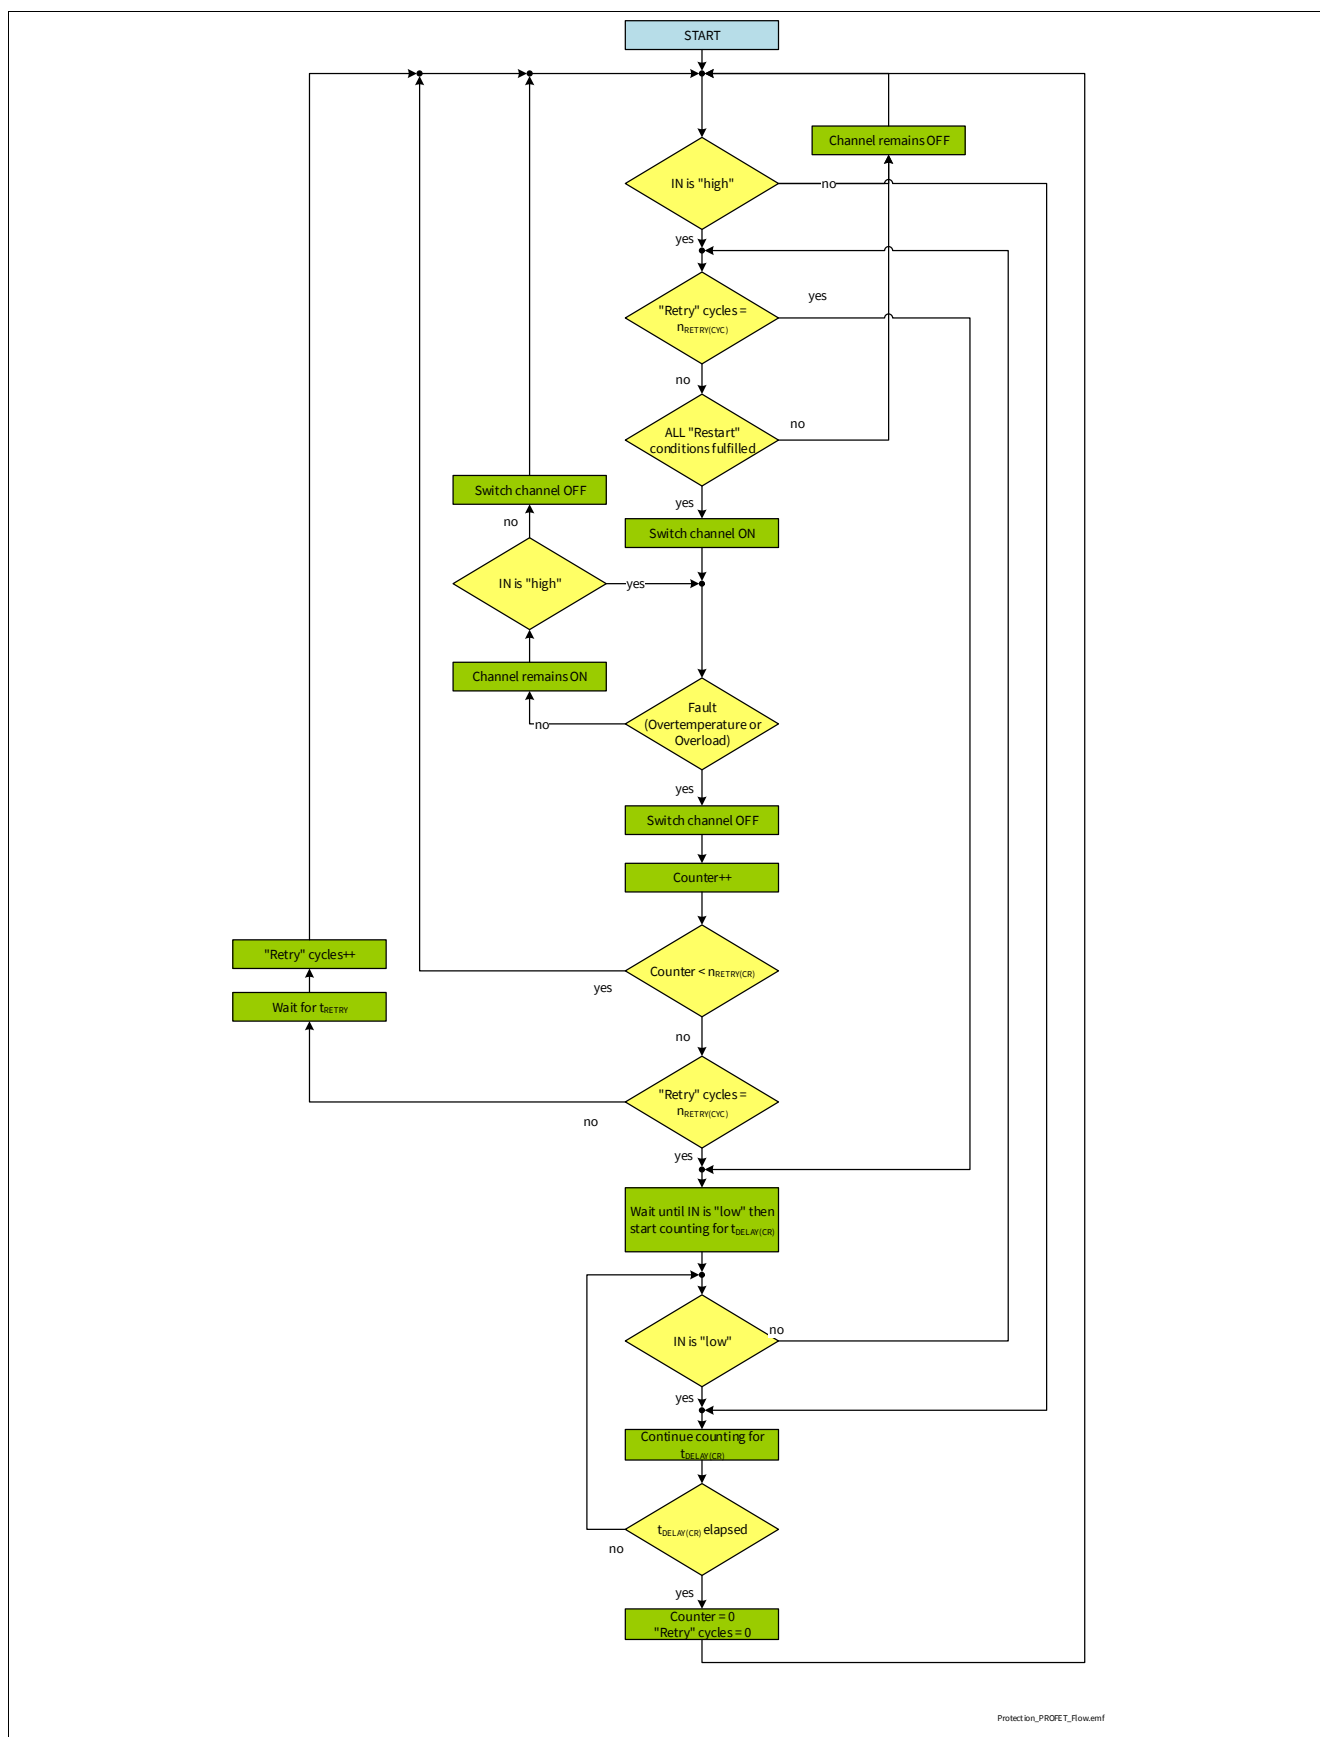 START
Channel remains OFF
IN is "high"
no
yes
"Retry" cycles =
nRETRY(CYC)
yes
no
ALL "Restart"
conditions fulfilled
no
yes
Switch channel OFF
no
Switch channel ON
IN is "high"
yes
Channel remains ON
Fault
(Overtemperature or
Overload)
no
yes
Switch channel OFF
Counter++
"Retry" cycles++
Counter < nRETRY(CR)
yes
Wait for tRETRY
no
"Retry" cycles =
nRETRY(CYC)
no
yes
Wait until IN is "low" then
start counting for tDELAY(CR)
IN is "low"
no
yes
Continue counting for
tDELAY(CR)
tDELAY(CR) elapsed
no
yes
Counter = 0
"Retry" cycles = 0
Protection_PROFET_Flow.emf